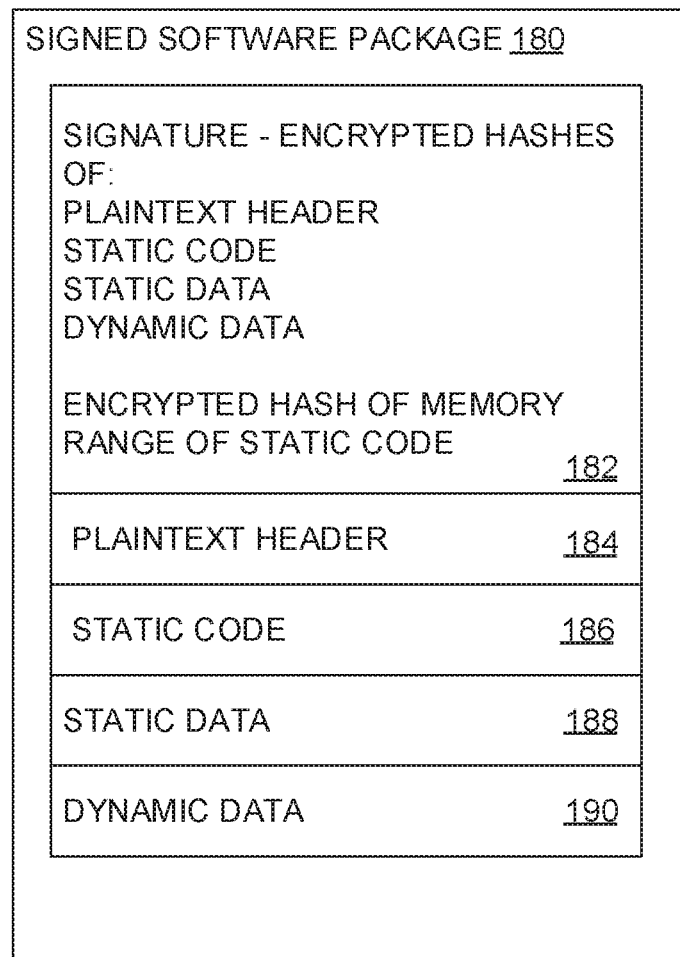 SIGNED SOFTWARE PACKAGE 180
SIGNATURE - ENCRYPTED HASHES
OF:
PLAINTEXT HEADER
STATIC CODE
STATIC DATA
DYNAMIC DATA
ENCRYPTED HASH OF MEMORY
RANGE OF STATIC CODE
182
PLAINTEXT HEADER 184
STATIC CODE 186
STATIC DATA 188
DYNAMIC DATA 190